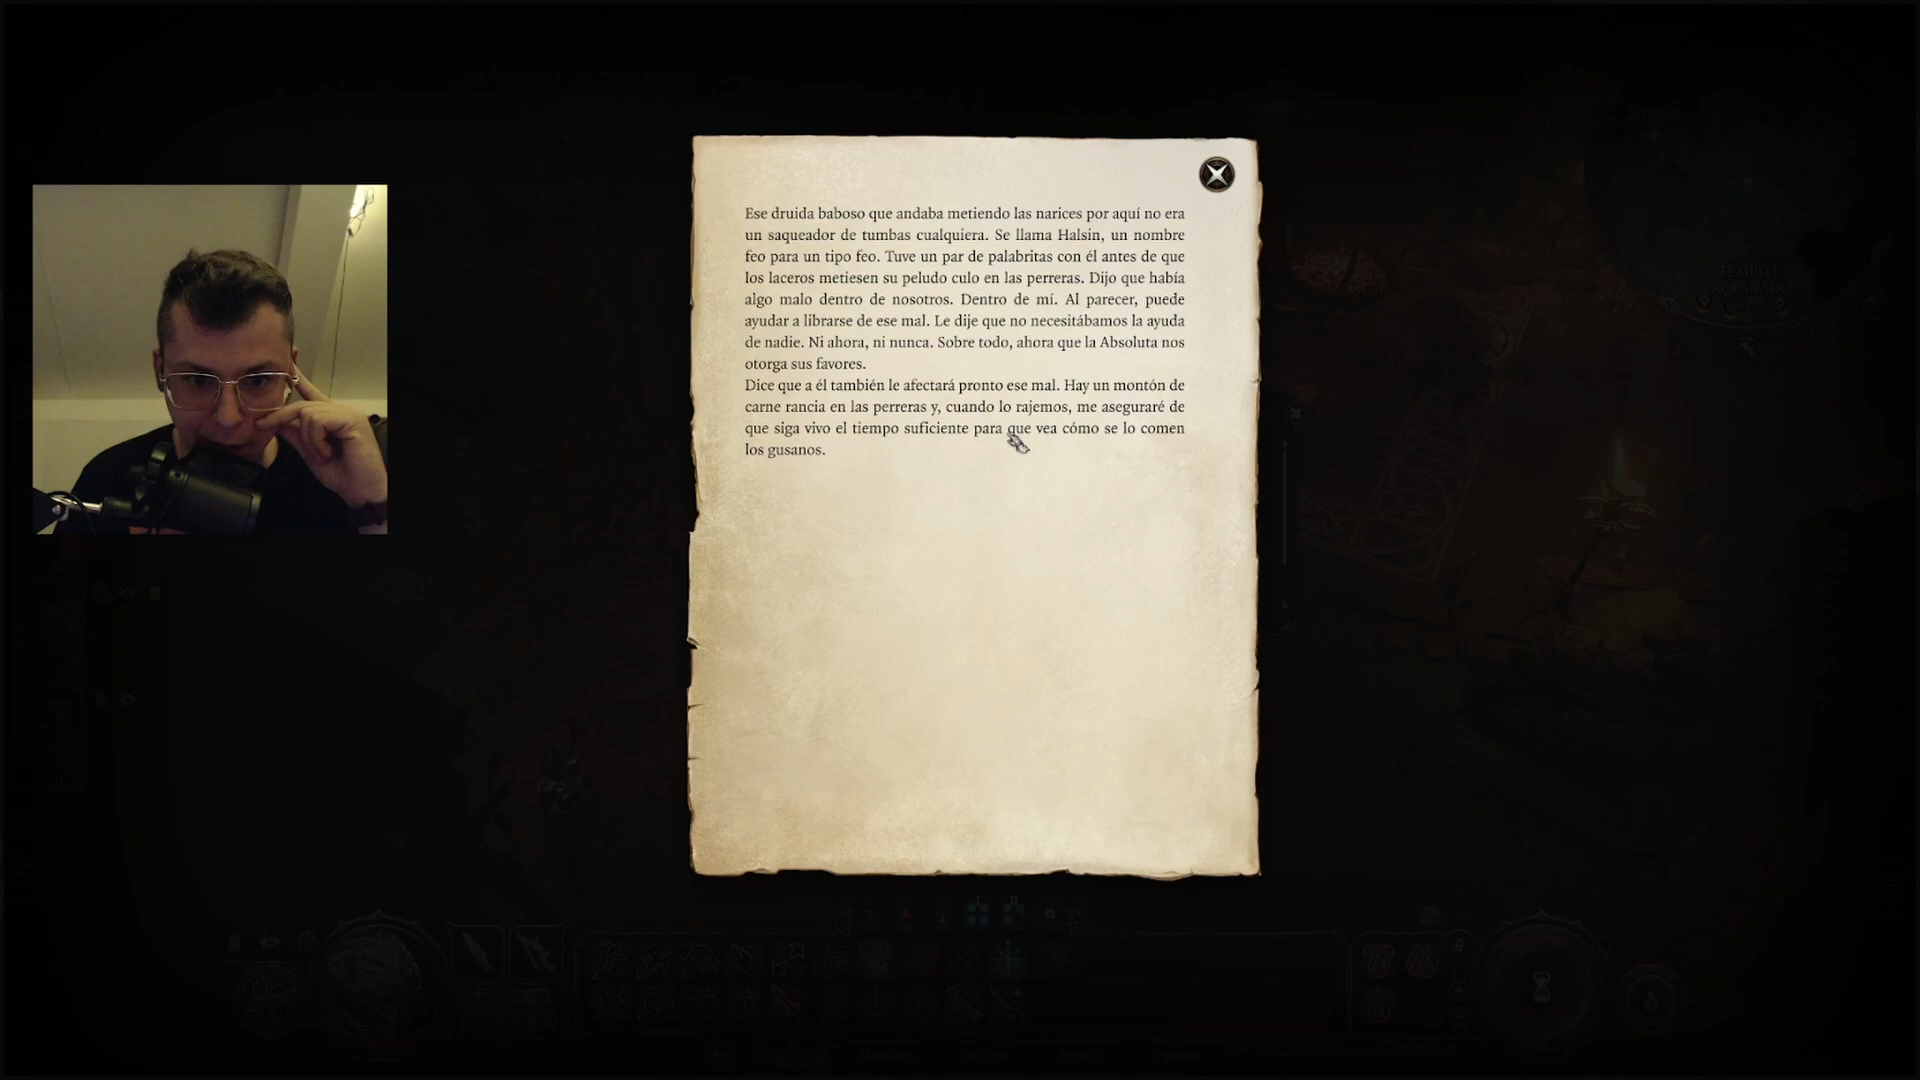 Ese druida baboso que andaba metiendo las narices por aquí no era
un saqueador de tumbas cualquiera. Se llama Halsin, un nombre
feo para un tipo feo. Tuve un par de palabritas con él antes de que
los laceros metiesen su peludo culo en las perreras. Dijo que había
algo malo dentro de nosotros. Dentro de mí. Al parecer, puede
ayudar a librarse de ese mal. Le dije que no necesitábamos la ayuda
de nadie. Ni ahora, ni nunca. Sobre todo, ahora que la Absoluta nos
otorga sus favores.
Dice que a él también le afectará pronto ese mal. Hay un montón de
carne rancia en las perreras y, cuando lo rajemos, me aseguraré de
que siga vivo el tiempo suficiente para que vea cómo se lo comen
los gusanos.
TEMPLO
PROFANADO